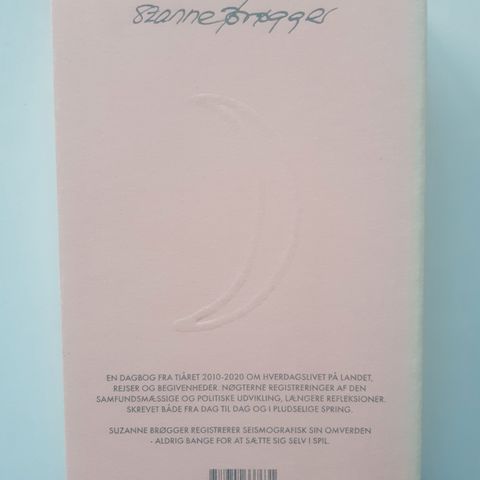 Suzanne Brøgger
EN DAGBOG FRA TIÅRET 2010-2020 OM HVERDAGSLIVET PÅ LANDET,
REJSER OG BEGIVENHEDER. NØGTERNE REGISTRERINGER AF DEN
SAMFUNDSMÆSSIGE OG POLITISKE UDVIKLING, LÆNGERE REFLEKSIONER.
SKREVET BÅDE FRA DAG TIL DAG OG I PLUDSELIGE SPRING.
SUZANNE BRØGGER REGISTRERER SEISMOGRAFISK SIN OMVERDEN
- ALDRIG BANGE FOR AT SÆTTE SIG SELV I SPIL.